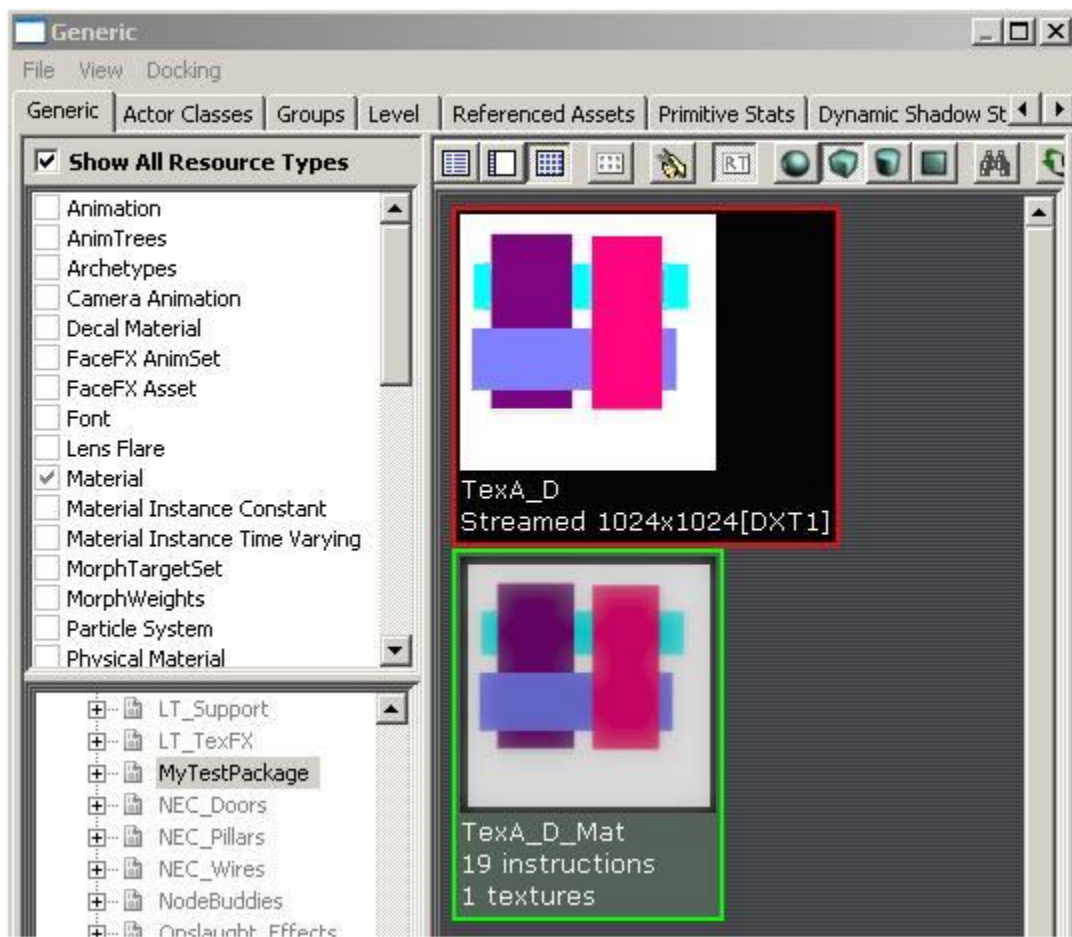 Generic
File View Docking
Generic Actor Classes Groups Level Referenced Assets Primitive Stats Dynamic Shadow St
Show All Resource Types
RT
Animation
AnimTrees
Archetypes
Camera Animation
Decal Material
FaceFX AnimSet
FaceFX Asset
Font
Lens Flare
Material
Material Instance Constant
Material Instance Time Varying
MorphTargetSet
MorphWeights
Particle System
Physical Material
TexA_D
Streamed 1024x1024[DXT1]
LT_Support
LT_TexFX
MyTestPackage
NEC_Doors
NEC_Pillars
NEC_Wires
NodeBuddies
Onslaught_Effects
TexA_D_Mat
19 instructions
1 textures